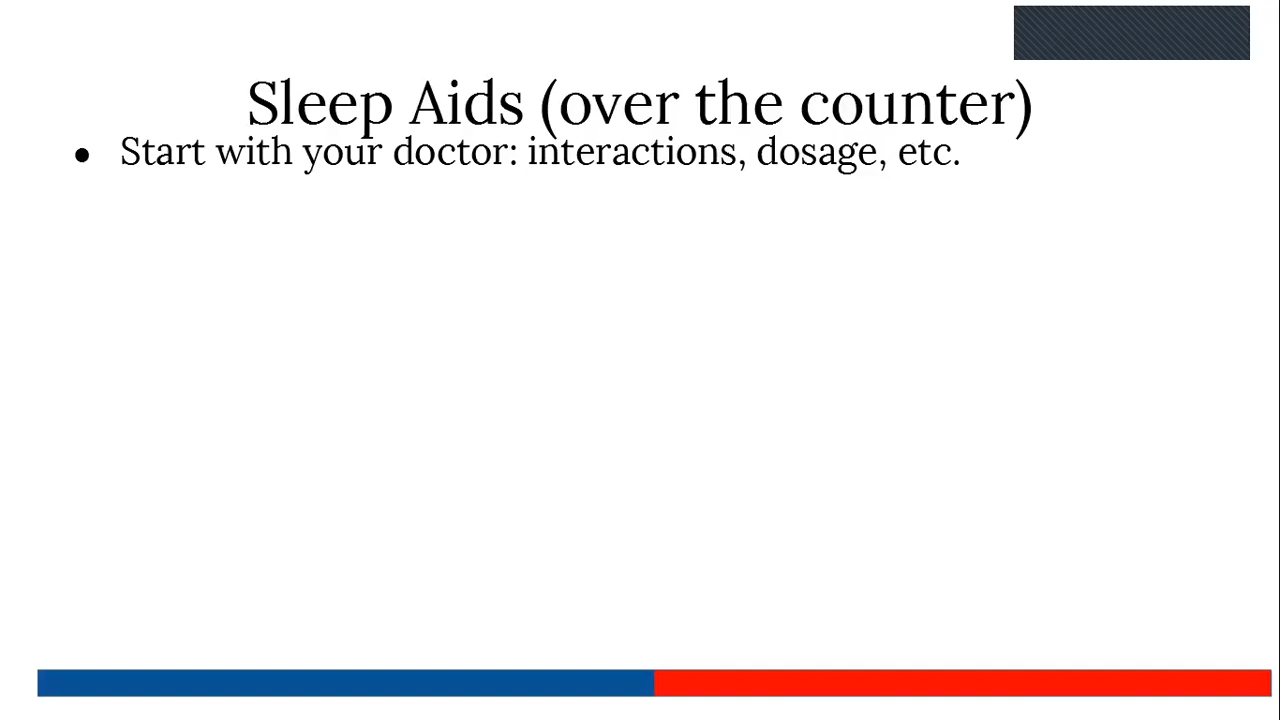 Sleep Aids (over the counter)
● Start with your doctor: interactions, dosage, etc.